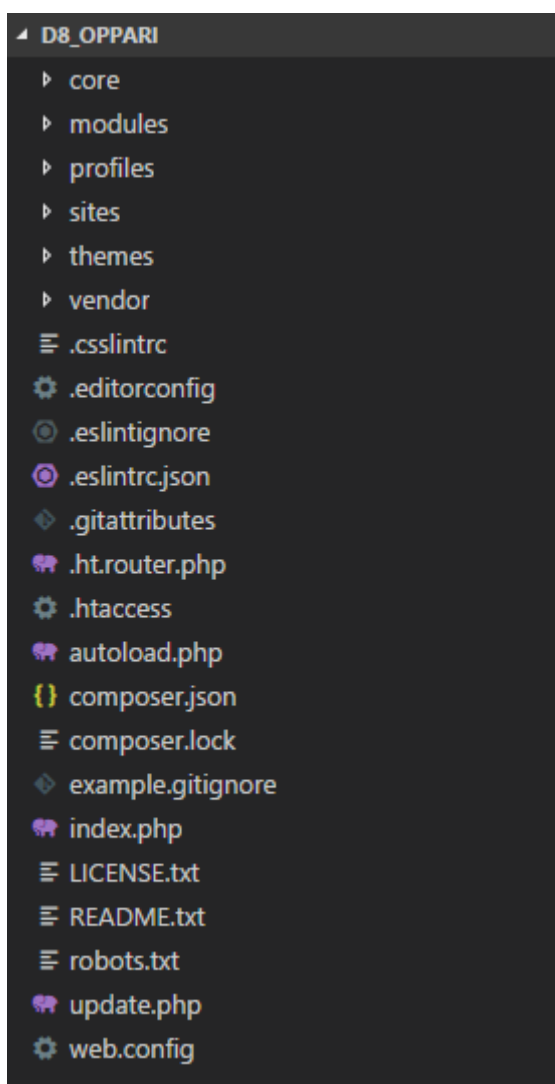 D8_OPPARI
core
modules
profiles
sites
themes
vendor
.csslintrc
.editorconfig
.eslintignore
.eslintrc.json
.gitattributes
.ht.router.php
.htaccess
autoload.php
composer.json
composer.lock
example.gitignore
index.php
LICENSE.txt
README.txt
robots.txt
update.php
web.config